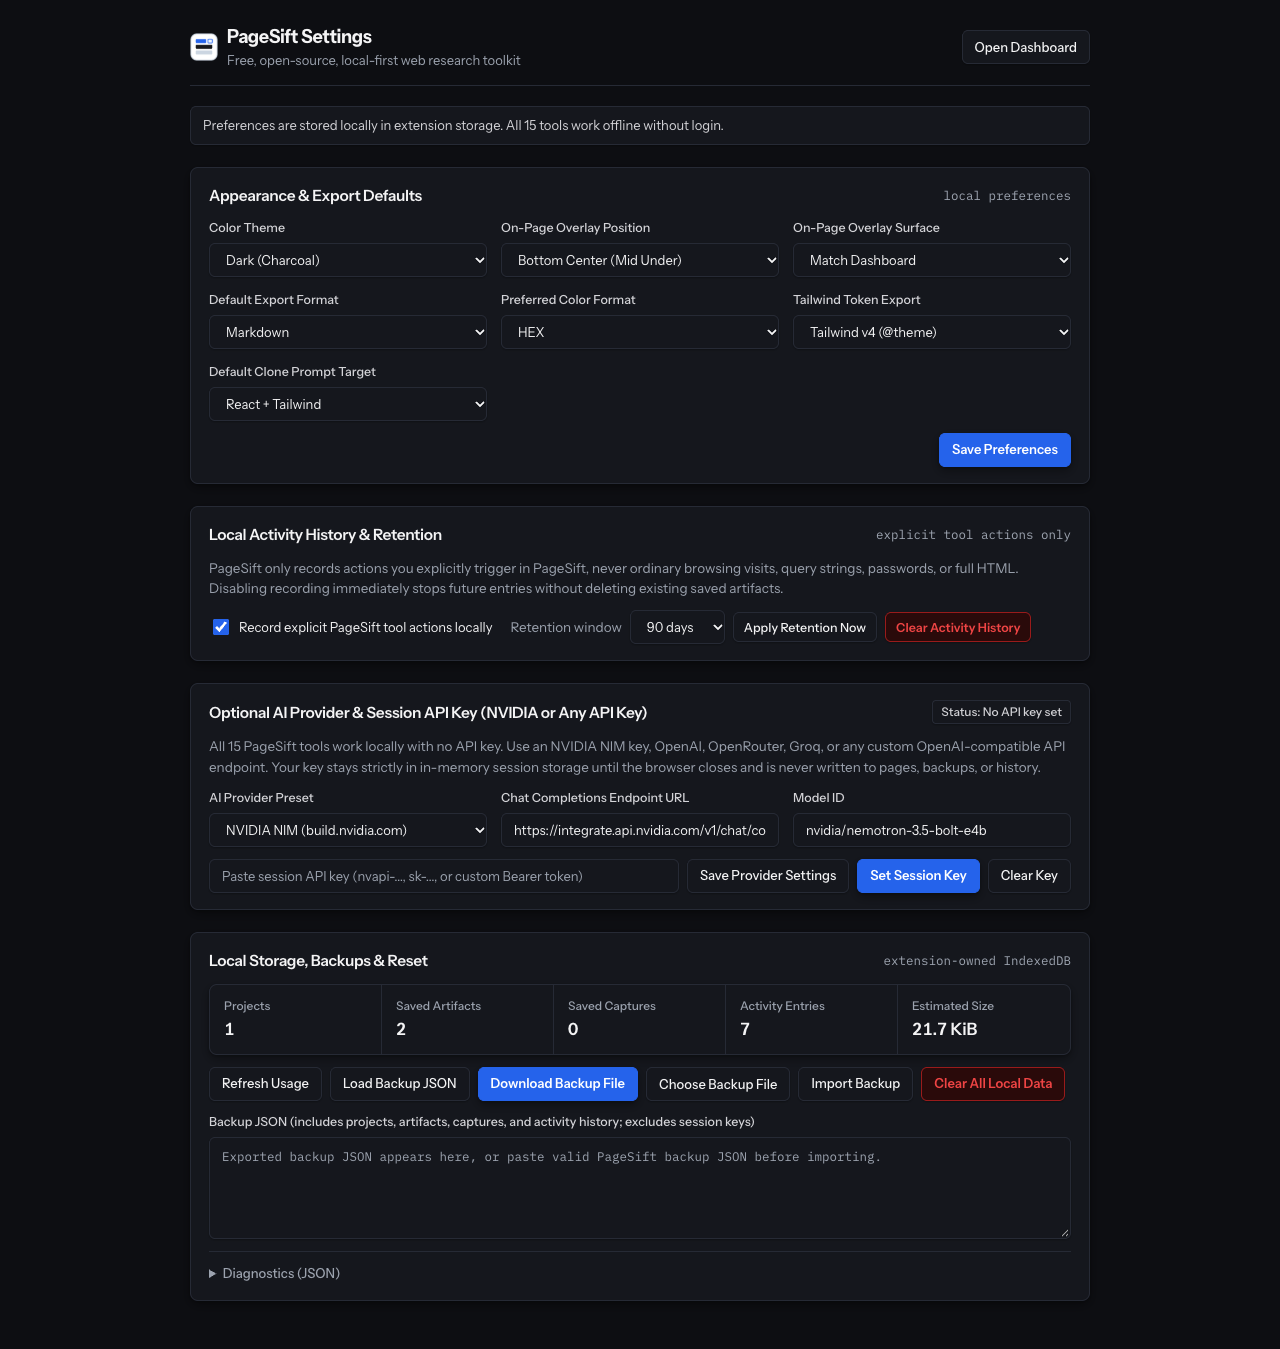 PageSift Settings
Free, open-source, local-first web research toolkit
Open Dashboard
Preferences are stored locally in extension storage. All 15 tools work offline without login.
Appearance & Export Defaults
local preferences
Color Theme
On-Page Overlay Position
On-Page Overlay Surface
Dark (Charcoal)
Bottom Center (Mid Under)
Match Dashboard
Default Export Format
Preferred Color Format
Tailwind Token Export
Markdown
HEX
Tailwind v4 (@theme)
Default Clone Prompt Target
React + Tailwind
Save Preferences
Local Activity History & Retention
explicit tool actions only
PageSift only records actions you explicitly trigger in PageSift, never ordinary browsing visits, query strings, passwords, or full HTML.
Disabling recording immediately stops future entries without deleting existing saved artifacts.
Record explicit PageSift tool actions locally
Retention window
90 days
Apply Retention Now
Clear Activity History
Optional AI Provider & Session API Key (NVIDIA or Any API Key)
Status: No API key set
All 15 PageSift tools work locally with no API key. Use an NVIDIA NIM key, OpenAI, OpenRouter, Groq, or any custom OpenAI-compatible API
endpoint. Your key stays strictly in in-memory session storage until the browser closes and is never written to pages, backups, or history.
AI Provider Preset
Chat Completions Endpoint URL
Model ID
NVIDIA NIM (build.nvidia.com)
https://integrate.api.nvidia.com/v1/chat/co
nvidia/nemotron-3.5-bolt-e4b
Paste session API key (nvapi-..., sk-..., or custom Bearer token)
Save Provider Settings
Set Session Key
Clear Key
Local Storage, Backups & Reset
extension-owned IndexedDB
Projects
Saved Artifacts
Saved Captures
Activity Entries
Estimated Size
1
2
0
7
21.7 KiB
Refresh Usage
Load Backup JSON
Download Backup File
Choose Backup File
Import Backup
Clear All Local Data
Backup JSON (includes projects, artifacts, captures, and activity history; excludes session keys)
Exported backup JSON appears here, or paste valid PageSift backup JSON before importing.
Diagnostics (JSON)